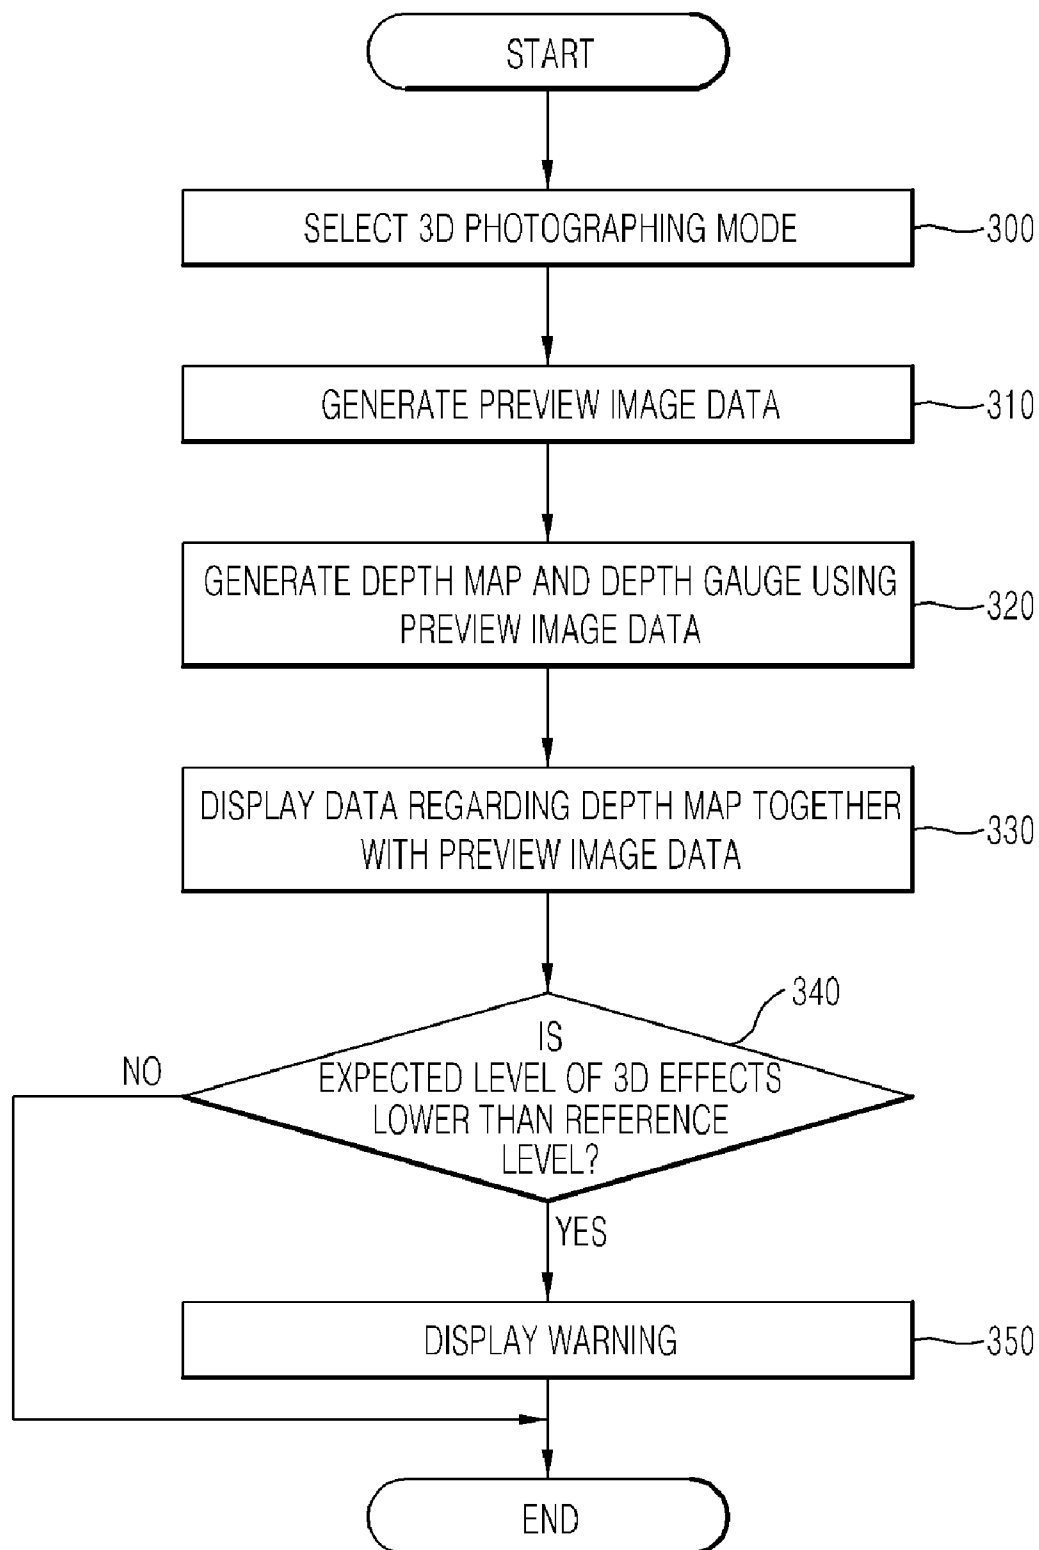 START
SELECT 3D PHOTOGRAPHING MODE
300
GENERATE PREVIEW IMAGE DATA
310
GENERATE DEPTH MAP AND DEPTH GAUGE USING
PREVIEW IMAGE DATA
320
DISPLAY DATA REGARDING DEPTH MAP TOGETHER
WITH PREVIEW IMAGE DATA
330
340
IS
EXPECTED LEVEL OF 3D EFFECTS
LOWER THAN REFERENCE
LEVEL?
NO
YES
DISPLAY WARNING
350
END